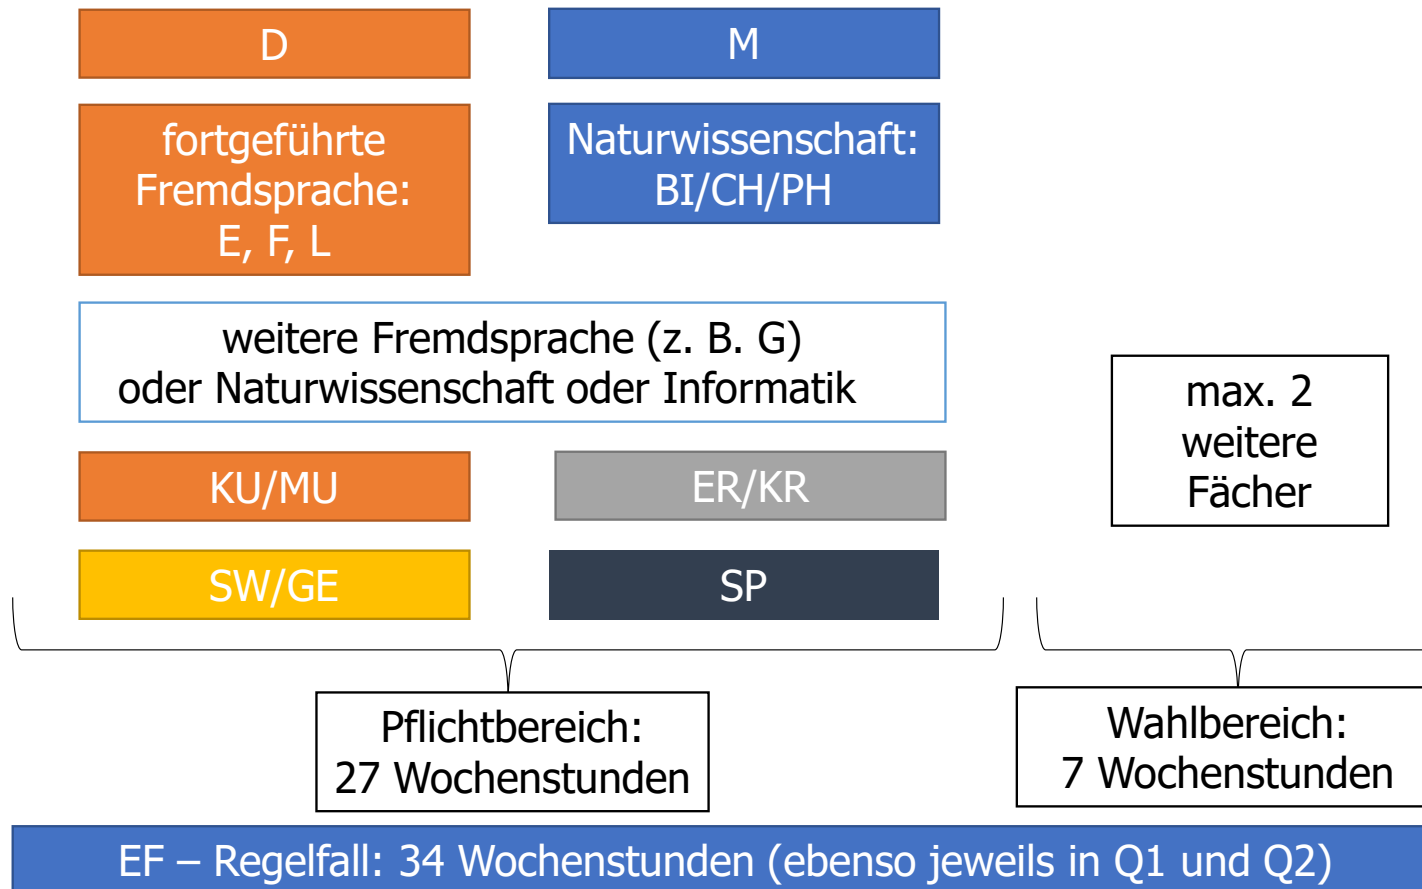 D
M
fortgeführte
Fremdsprache:
E, F, L
Naturwissenschaft:
BI/CH/PH
weitere Fremdsprache (z. B. G)
oder Naturwissenschaft oder Informatik
max. 2
weitere
Fächer
KU/MU
ER/KR
SW/GE
SP
Pflichtbereich:
27 Wochenstunden
Wahlbereich:
7 Wochenstunden
EF – Regelfall: 34 Wochenstunden (ebenso jeweils in Q1 und Q2)